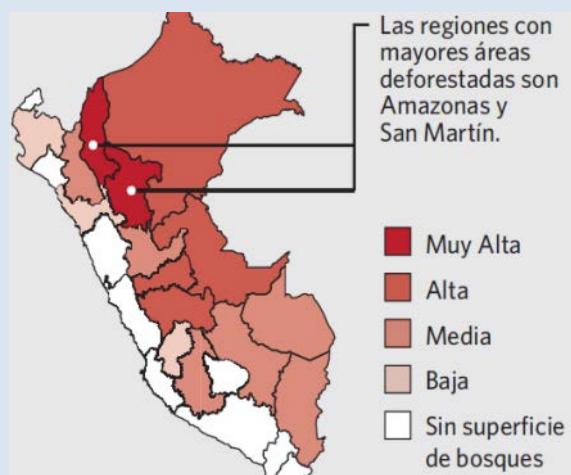 Las regiones con
mayores áreas
deforestadas son
Amazonas y
San Martín.
Muy Alta
Alta
Media
Baja
Sin superficie
de bosques